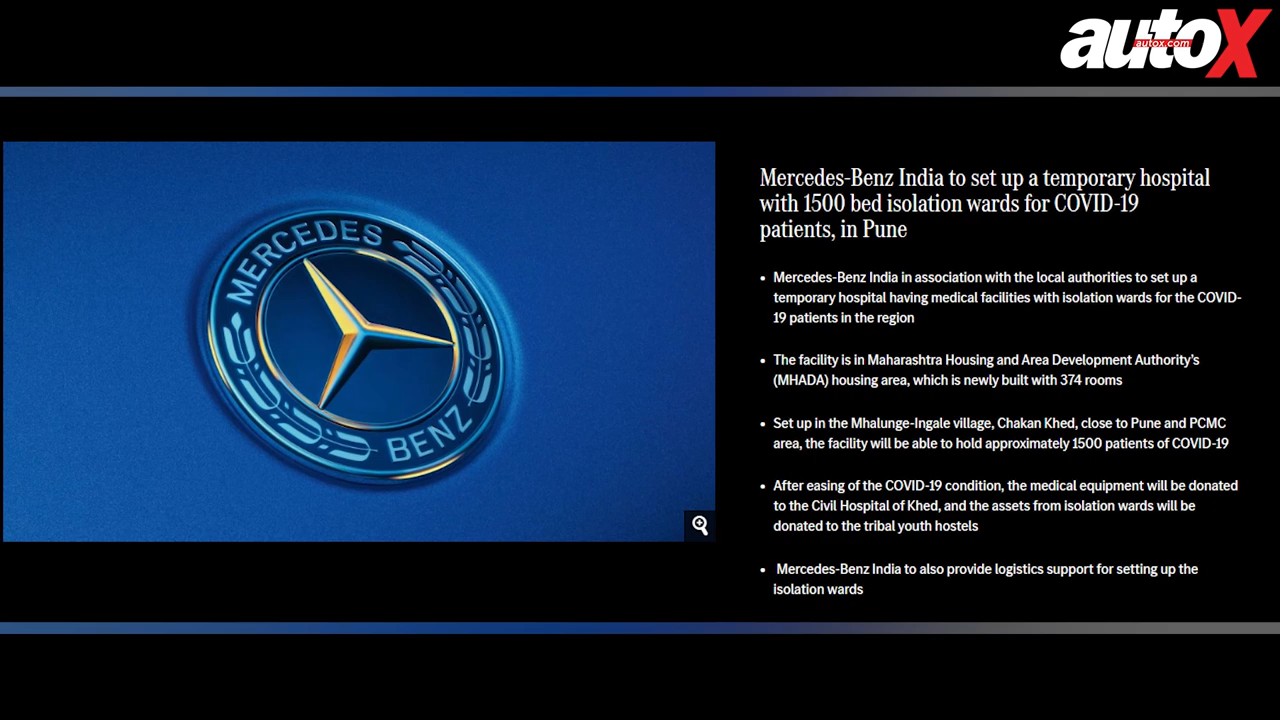 autoX
autox.com
MERCEDES
BENZ
Mercedes-Benz India to set up a temporary hospital
with 1500 bed isolation wards for COVID-19
patients, in Pune
• Mercedes-Benz India in association with the local authorities to set up a
temporary hospital having medical facilities with isolation wards for the COVID-
19 patients in the region
• The facility is in Maharashtra Housing and Area Development Authority's
(MHADA) housing area, which is newly built with 374 rooms
• Set up in the Mhalunge-Ingale village, Chakan Khed, close to Pune and PCMC
area, the facility will be able to hold approximately 1500 patients of COVID-19
• After easing of the COVID-19 condition, the medical equipment will be donated
to the Civil Hospital of Khed, and the assets from isolation wards will be
donated to the tribal youth hostels
• Mercedes-Benz India to also provide logistics support for setting up the
isolation wards